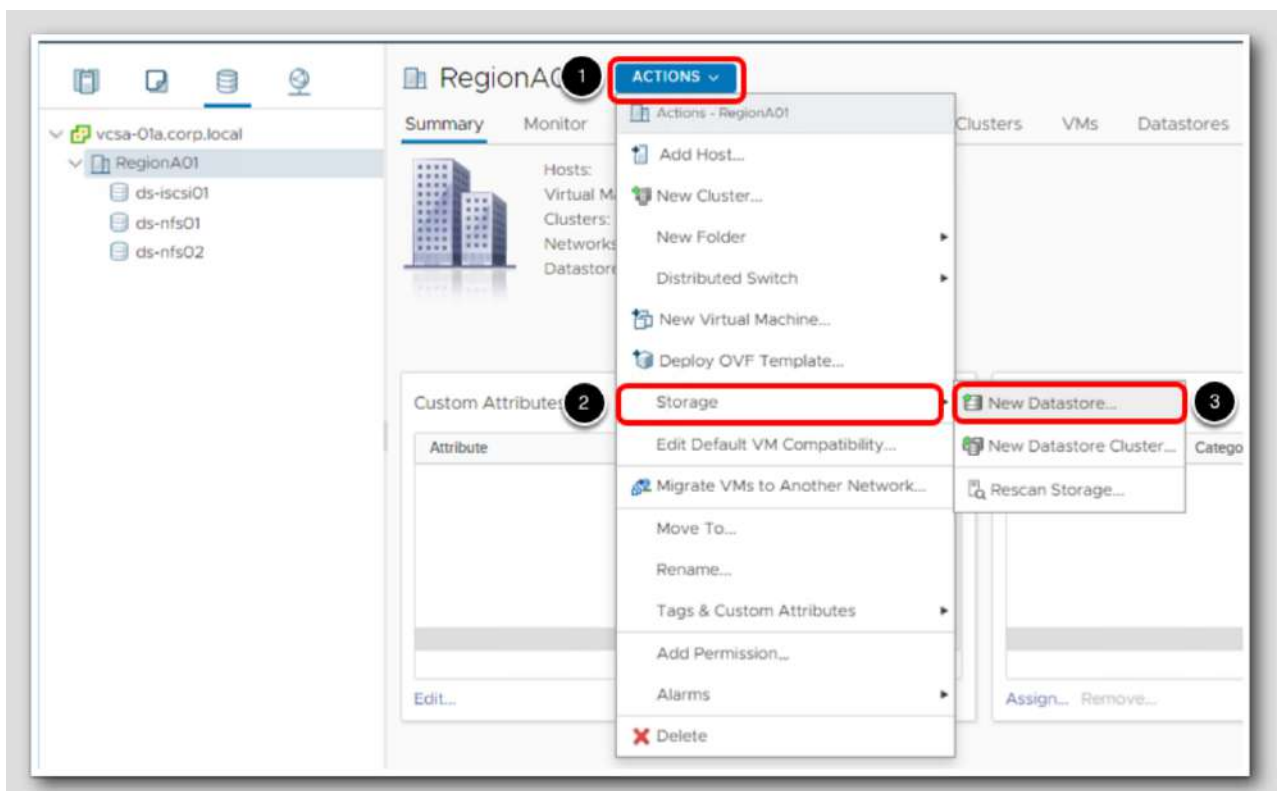 RegionA0
1
ACTIONS
vcsa-01a.corp.local
RegionA01
ds-iscsi01
ds-nfs01
ds-nfs02
Summary Monitor
Clusters VMs Datastores
Hosts:
Virtual M
Clusters:
Networks
Datastore
Actions - RegionA01
Add Host...
New Cluster...
New Folder
Distributed Switch
New Virtual Machine...
Deploy OVF Template...
Custom Attributes
2
Storage
New Datastore...
3
Attribute
Edit Default VM Compatibility...
New Datastore Cluster...
Catego
Migrate VMs to Another Network...
Rescan Storage...
Move To...
Rename...
Tags & Custom Attributes
Add Permission...
Edit...
Alarms
Assign... Remove...
Delete